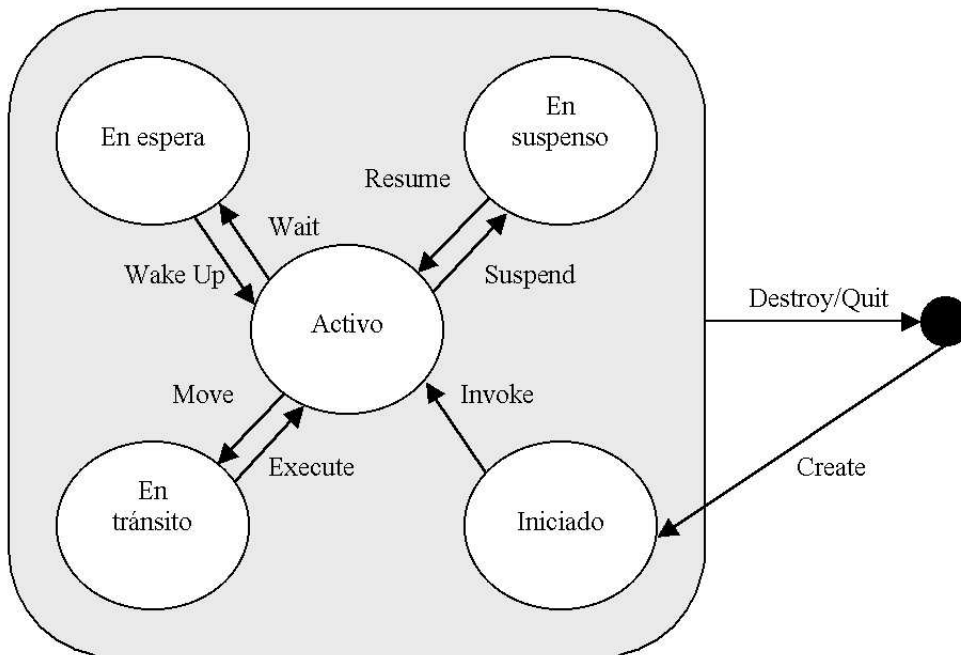 En espera
En
suspenso
Resume
Wait
Wake Up
Suspend
Activo
Destroy/Quit
Move
Invoke
Execute
Create
En
tránsito
Iniciado